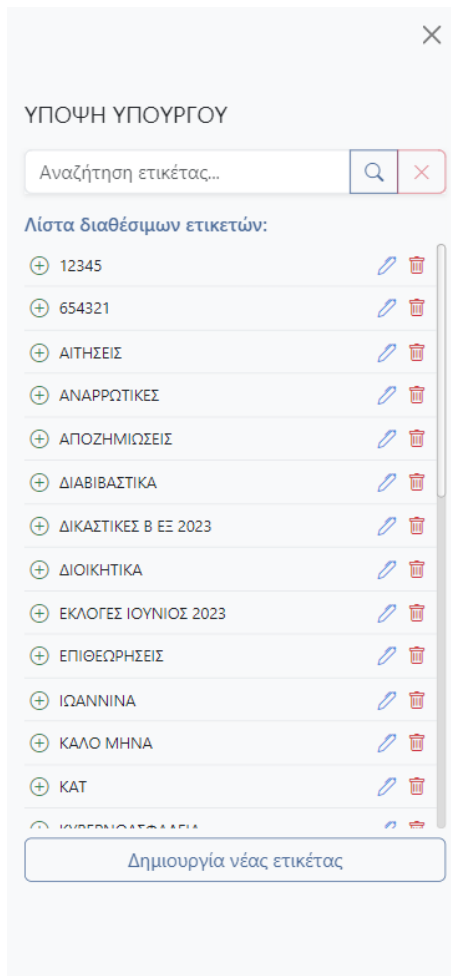 ΥΠΟΨΗ ΥΠΟΥΡΓΟΥ
Αναζήτηση ετικέτας...
Λίστα διαθέσιμων ετικετών:
12345
654321
ΑΙΤΗΣΕΙΣ
ΑΝΑΡΡΩΤΙΚΕΣ
ΑΠΟΖΗΜΙΩΣΕΙΣ
ΔΙΑΒΙΒΑΣΤΙΚΑ
ΔΙΚΑΣΤΙΚΕΣ Β ΕΞ 2023
ΔΙΟΙΚΗΤΙΚΑ
ΕΚΛΟΓΕΣ ΙΟΥΝΙΟΣ 2023
ΕΠΙΘΕΩΡΗΣΕΙΣ
ΙΩΑΝΝΙΝΑ
ΚΑΛΟ ΜΗΝΑ
ΚΑΤ
ΚΥΒΕΡΝΟΑΣΦΑΛΕΙΑ
Δημιουργία νέας ετικέτας